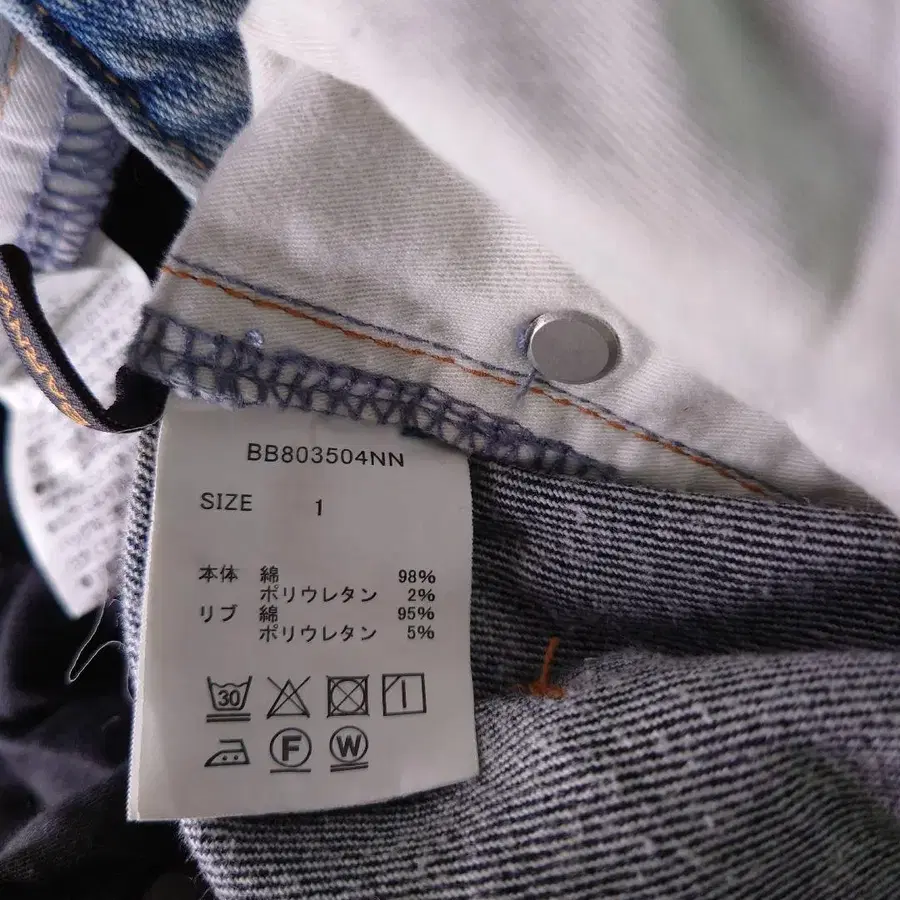 BB803504NN
SIZE 1
本体 綿 98%
ポリウレタン 2%
リブ 綿 95%
ポリウレタン 5%
30
F W